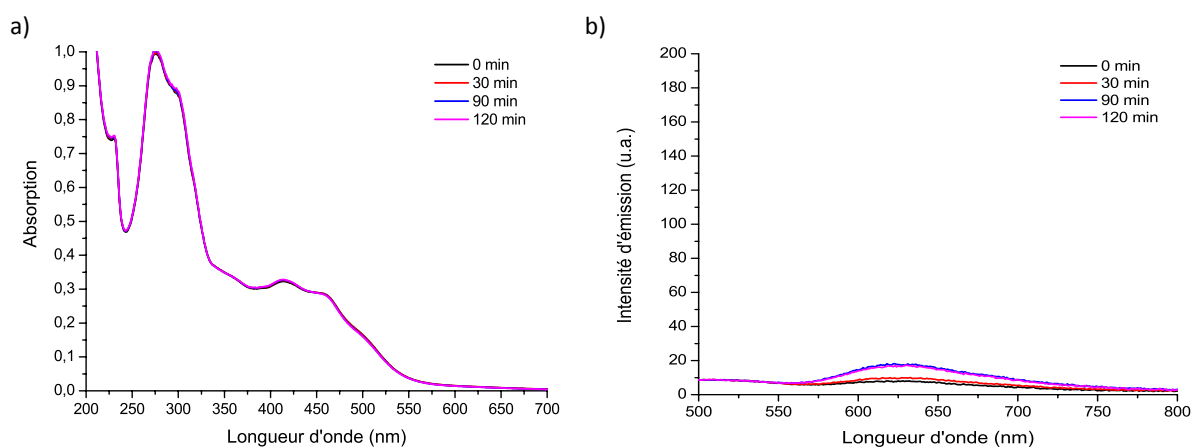 a)
1,0
0,9
0,8
0,7
0,6
0,5
0,4
0,3
0,2
0,1
0,0
Absorption
200 250 300 350 400 450 500 550 600 650 700
Longueur d'onde (nm)
0 min
30 min
90 min
120 min
b)
200
180
160
140
120
100
80
60
40
20
0
Intensité d'émission (u.a.)
500 550 600 650 700 750 800
Longueur d'onde (nm)
0 min
30 min
90 min
120 min